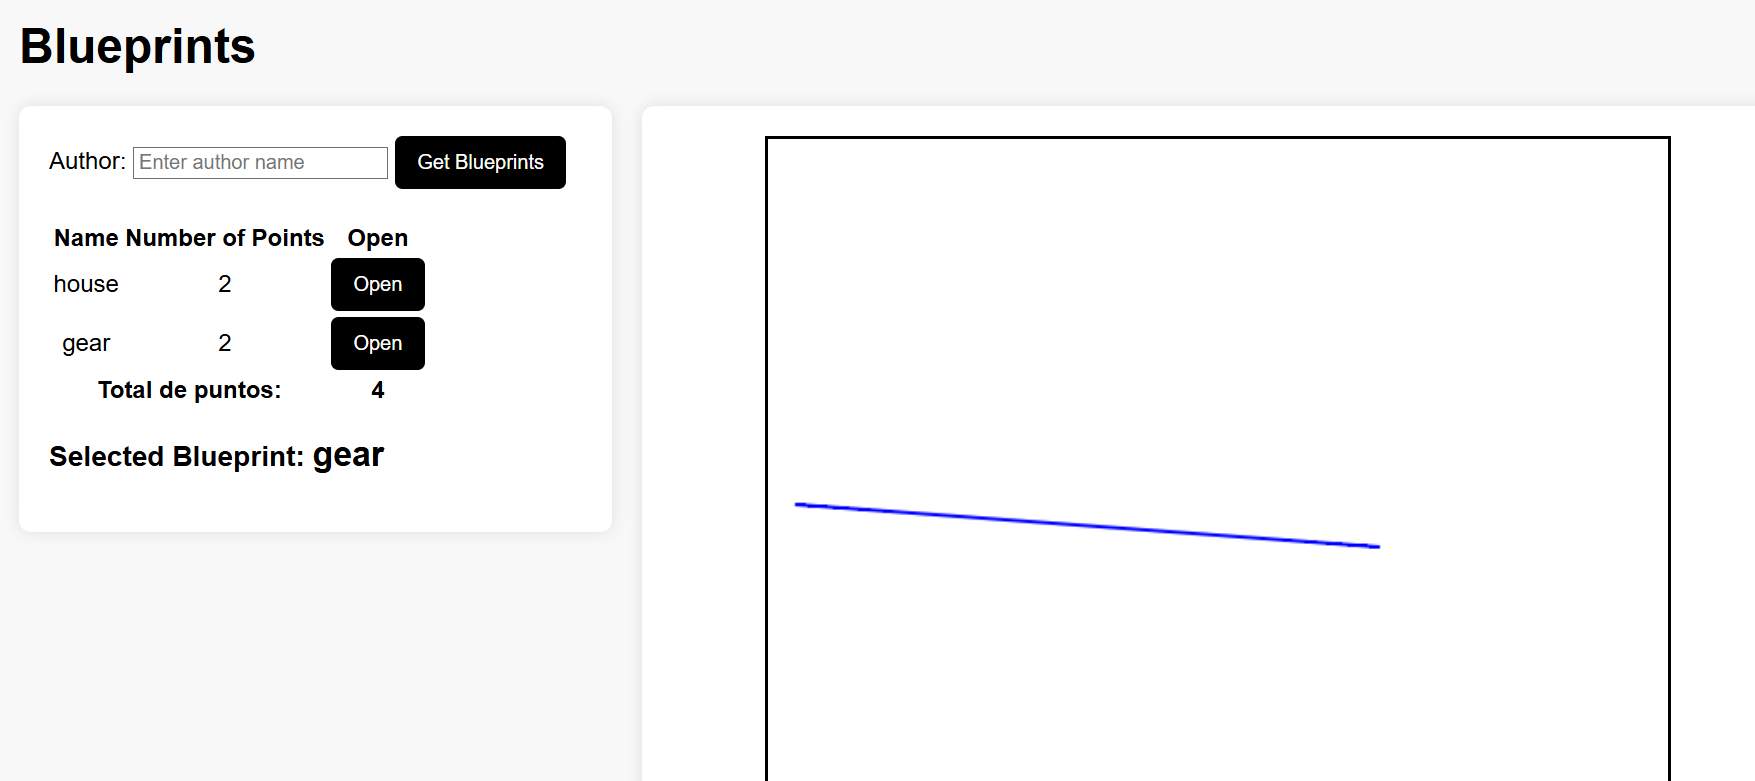 Blueprints
Author: Enter author name Get Blueprints
Name Number of Points Open
house 2 Open
gear 2 Open
Total de puntos: 4
Selected Blueprint: gear